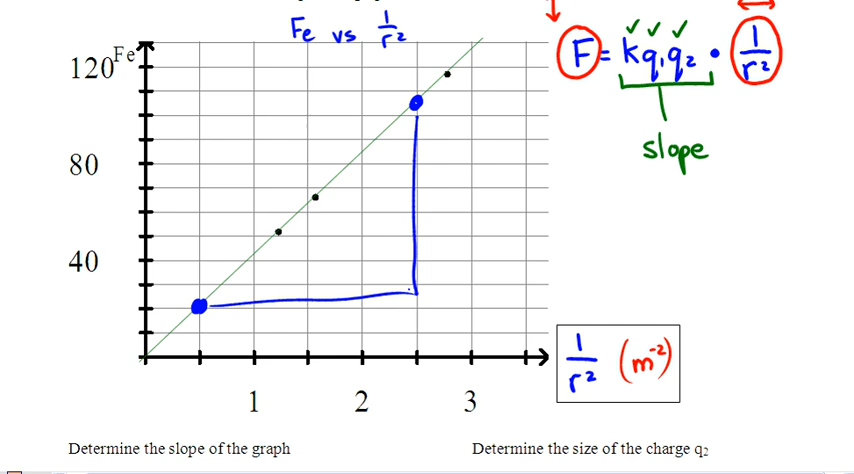 Fe vs 1/r²
F = kq₁q₂ • 1/r²
slope
Fe
120
80
40
1 2 3
1/r² (m⁻²)
Determine the slope of the graph
Determine the size of the charge q₂